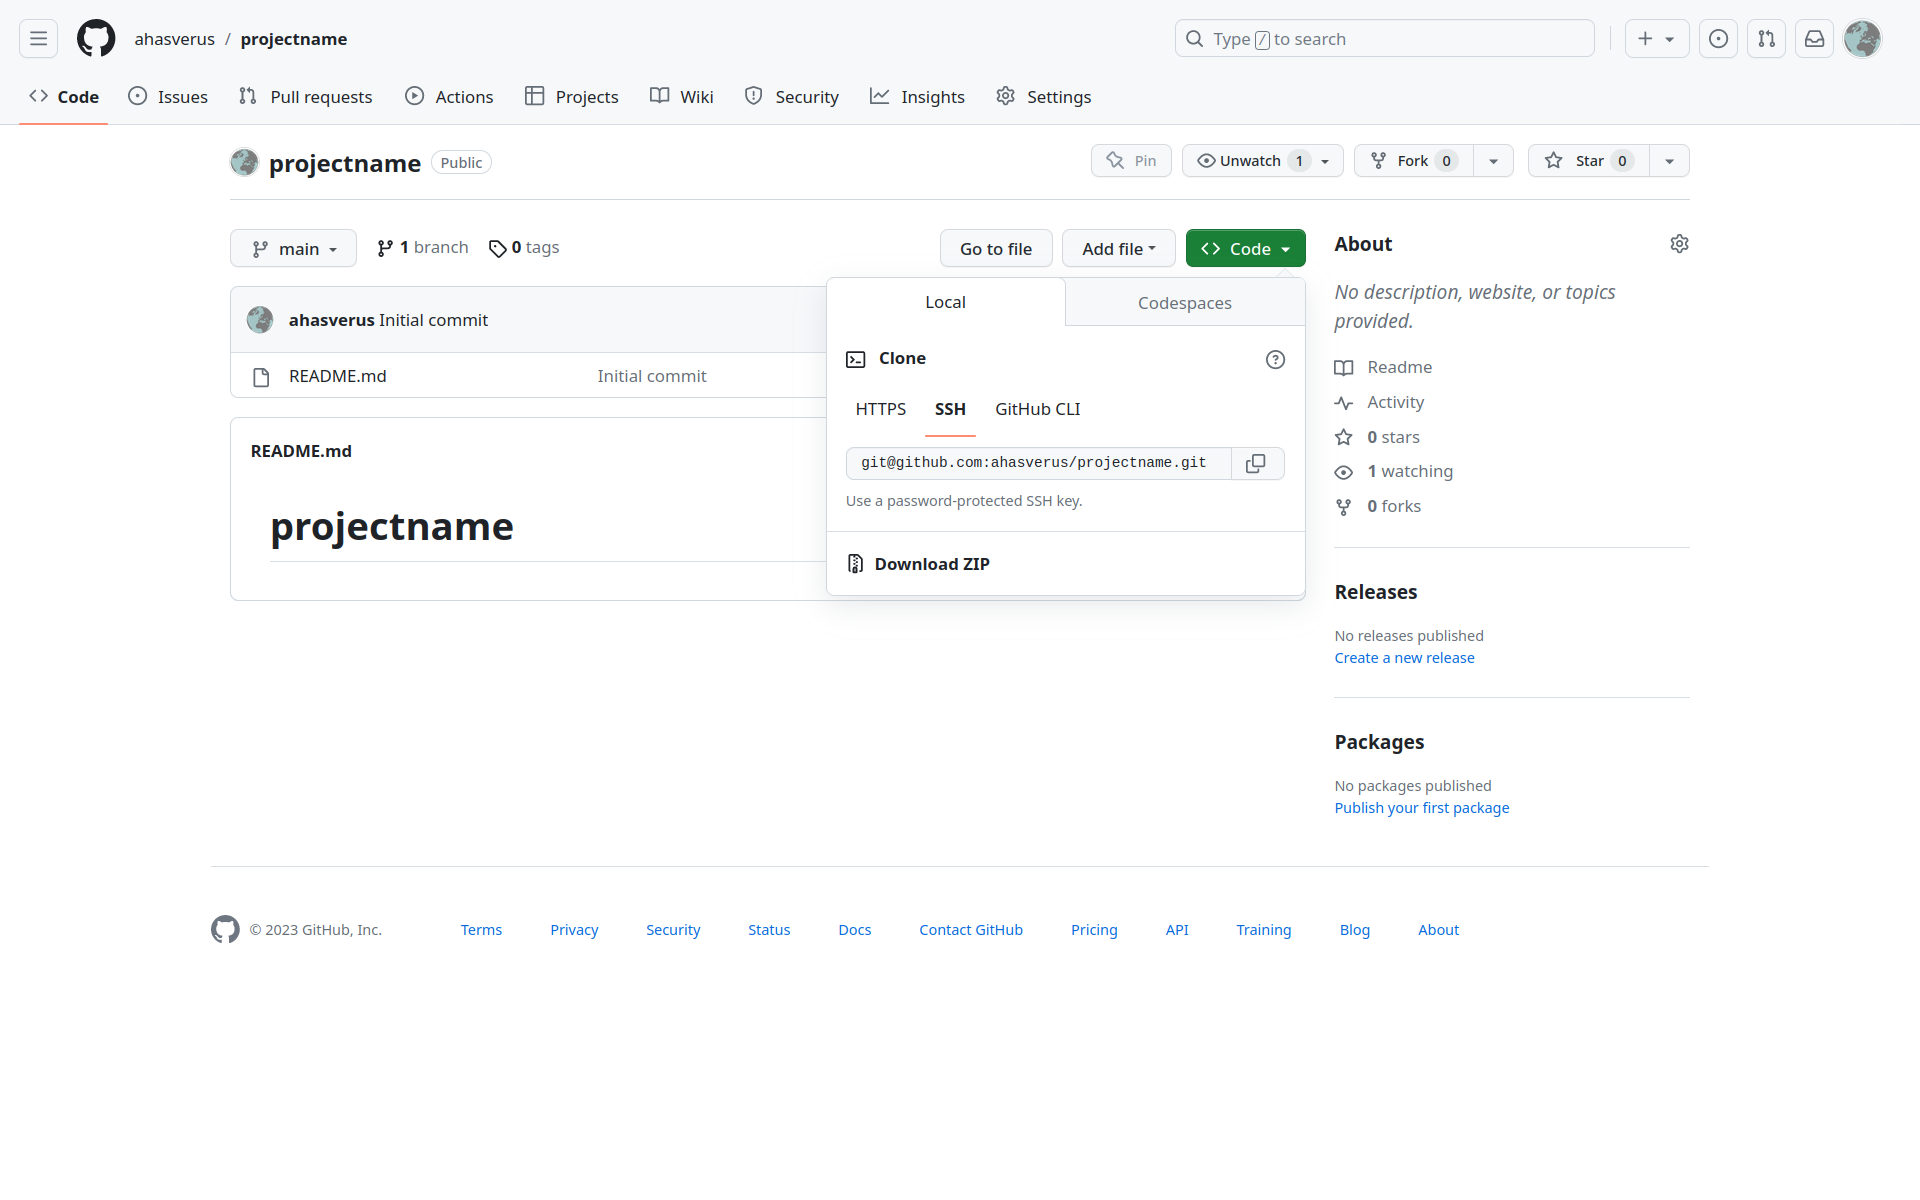 ahasverus / projectname
Type / to search
Code Issues Pull requests Actions Projects Wiki Security Insights Settings
projectname Public
Pin Unwatch 1 Fork 0 Star 0
main 1 branch 0 tags
Go to file Add file Code
ahasverus Initial commit
README.md Initial commit
README.md
projectname
Local Codespaces
Clone
HTTPS SSH GitHub CLI
git@github.com:ahasverus/projectname.git
Use a password-protected SSH key.
Download ZIP
About
No description, website, or topics
provided.
Readme
Activity
0 stars
1 watching
0 forks
Releases
No releases published
Create a new release
Packages
No packages published
Publish your first package
© 2023 GitHub, Inc. Terms Privacy Security Status Docs Contact GitHub Pricing API Training Blog About